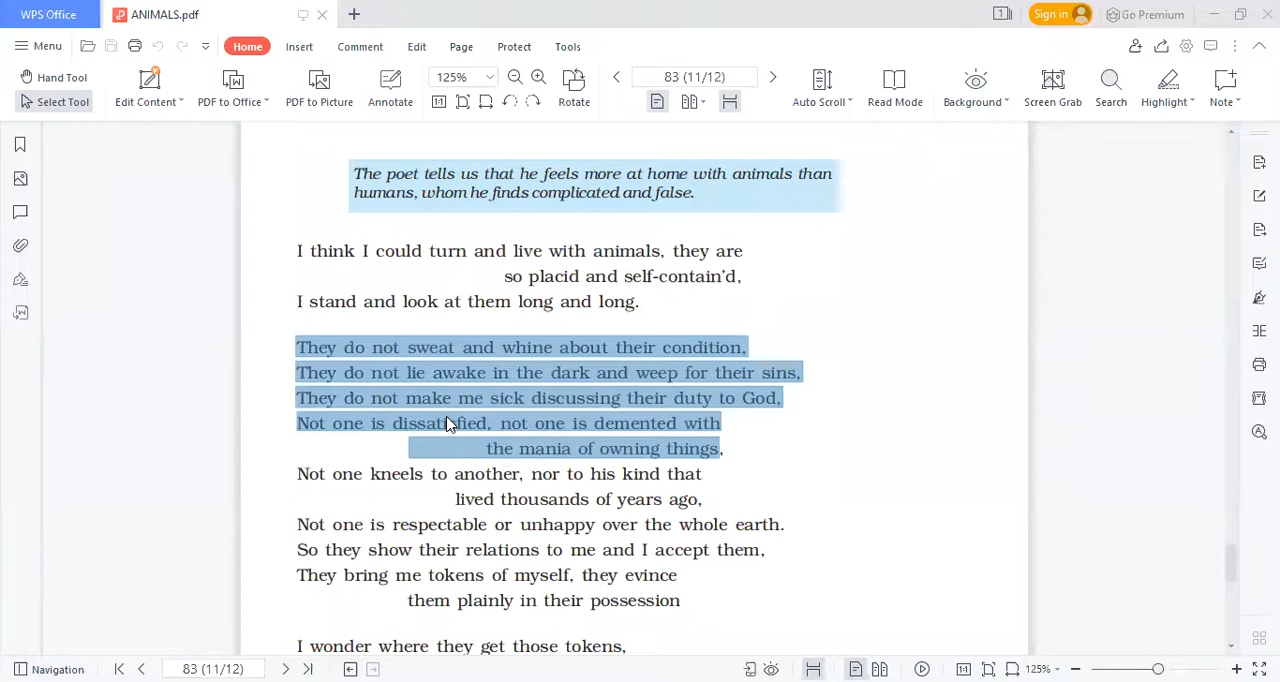 WPS Office ANIMALS.pdf 1 Sign in Go Premium
Menu Home Insert Comment Edit Page Protect Tools
Hand Tool 125% 83 (11/12)
Select Tool Edit Content PDF to Office PDF to Picture Annotate Rotate Auto Scroll Read Mode Background Screen Grab Search Highlight Note
The poet tells us that he feels more at home with animals than
humans, whom he finds complicated and false.
I think I could turn and live with animals, they are
so placid and self-contain'd,
I stand and look at them long and long.
They do not sweat and whine about their condition,
They do not lie awake in the dark and weep for their sins,
They do not make me sick discussing their duty to God,
Not one is dissatisfied, not one is demented with
the mania of owning things,
Not one kneels to another, nor to his kind that
lived thousands of years ago,
Not one is respectable or unhappy over the whole earth.
So they show their relations to me and I accept them,
They bring me tokens of myself, they evince
them plainly in their possession
I wonder where they get those tokens,
Navigation 83 (11/12) 125%